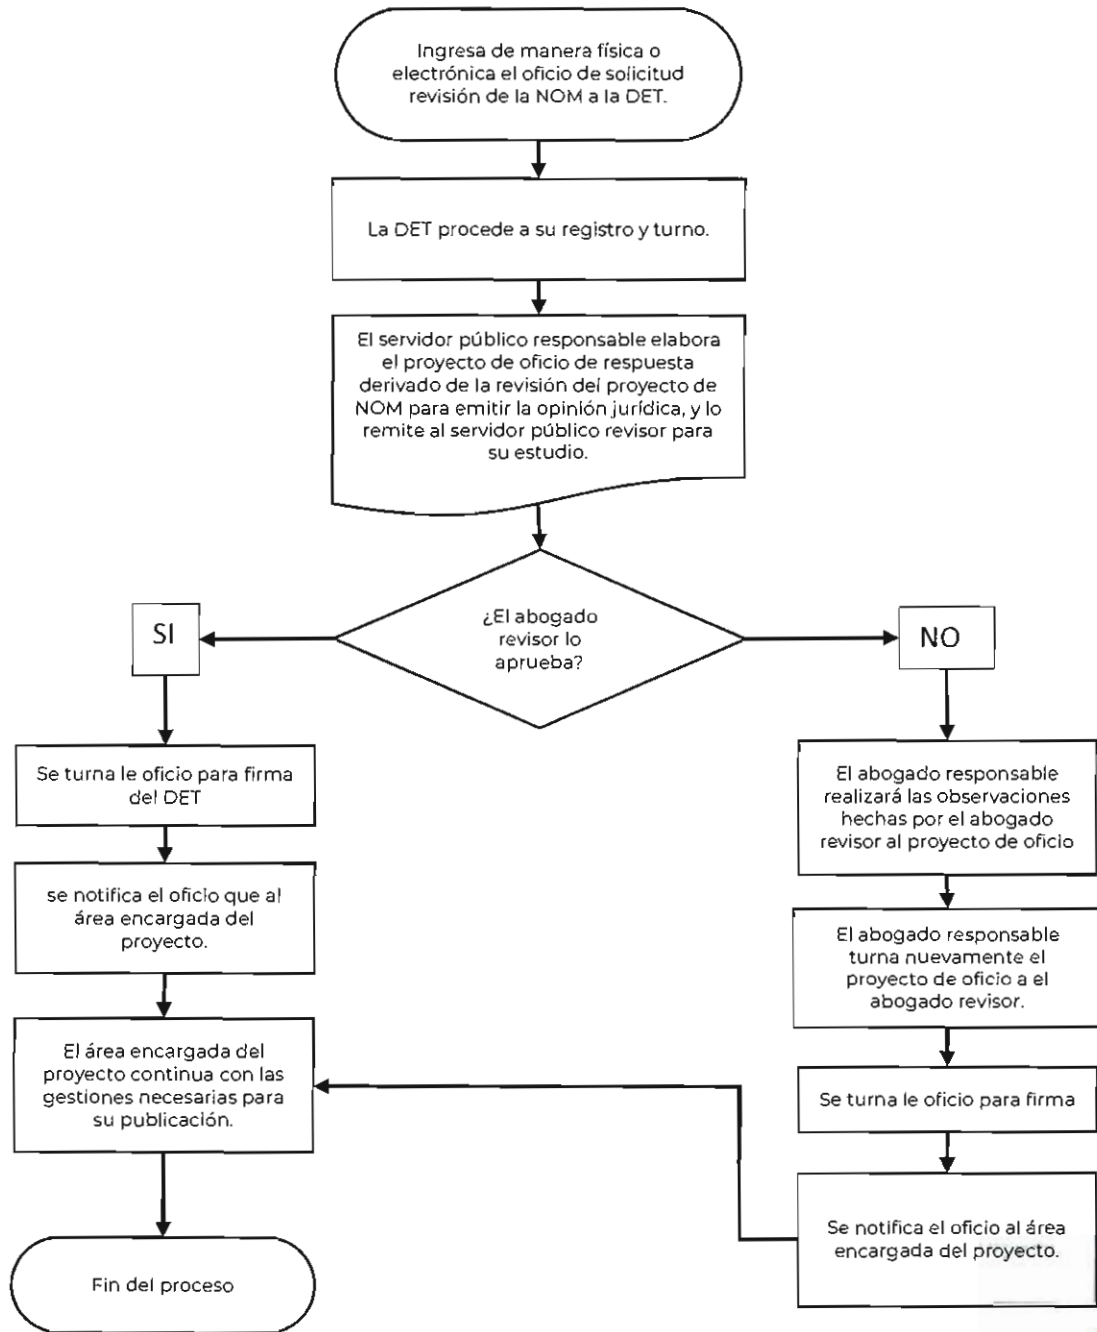 Ingresa de manera física o
electrónica el oficio de solicitud
revisión de la NOM a la DET.
La DET procede a su registro y turno.
El servidor público responsable elabora
el proyecto de oficio de respuesta
derivado de la revisión del proyecto de
NOM para emitir la opinión jurídica, y lo
remite al servidor público revisor para
su estudio.
¿El abogado
revisor lo
aprueba?
SI
NO
Se turna le oficio para firma
del DET
se notifica el oficio que al
área encargada del
proyecto.
El área encargada del
proyecto continua con las
gestiones necesarias para
su publicación.
Fin del proceso
El abogado responsable
realizará las observaciones
hechas por el abogado
revisor al proyecto de oficio
El abogado responsable
turna nuevamente el
proyecto de oficio a el
abogado revisor.
Se turna le oficio para firma
Se notifica el oficio al área
encargada del proyecto.